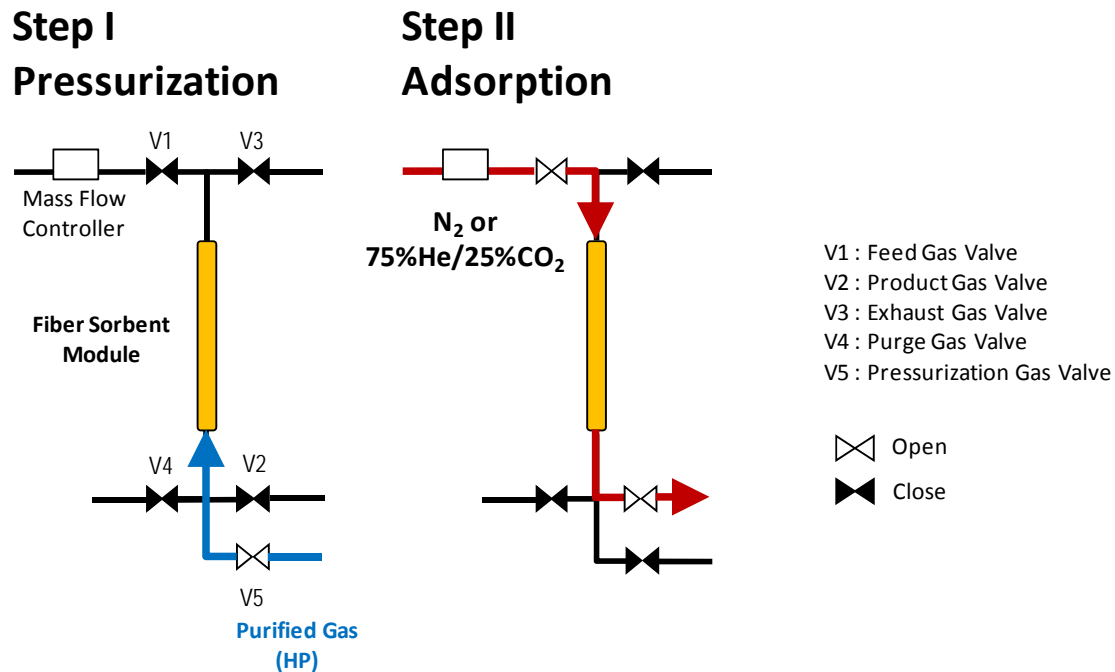 Step I
Pressurization
Step II
Adsorption
V1
V3
Mass Flow
Controller
Fiber Sorbent
Module
V4
V2
V5
Purified Gas
(HP)
N₂ or
75%He/25%CO₂
V1 : Feed Gas Valve
V2 : Product Gas Valve
V3 : Exhaust Gas Valve
V4 : Purge Gas Valve
V5 : Pressurization Gas Valve
Open
Close